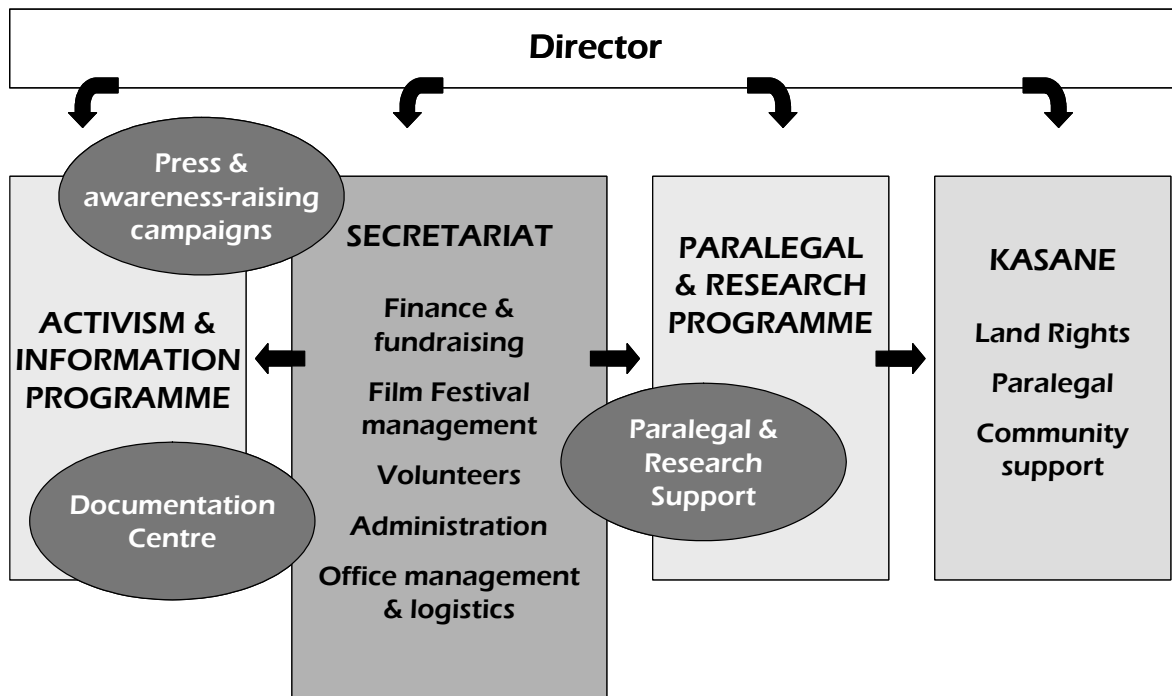 Director
Press &
awareness-raising
campaigns
ACTIVISM &
INFORMATION
PROGRAMME
Documentation
Centre
SECRETARIAT
Finance &
fundraising
Film Festival
management
Volunteers
Administration
Office management
& logistics
PARALEGAL
& RESEARCH
PROGRAMME
Paralegal &
Research
Support
KASANE
Land Rights
Paralegal
Community
support